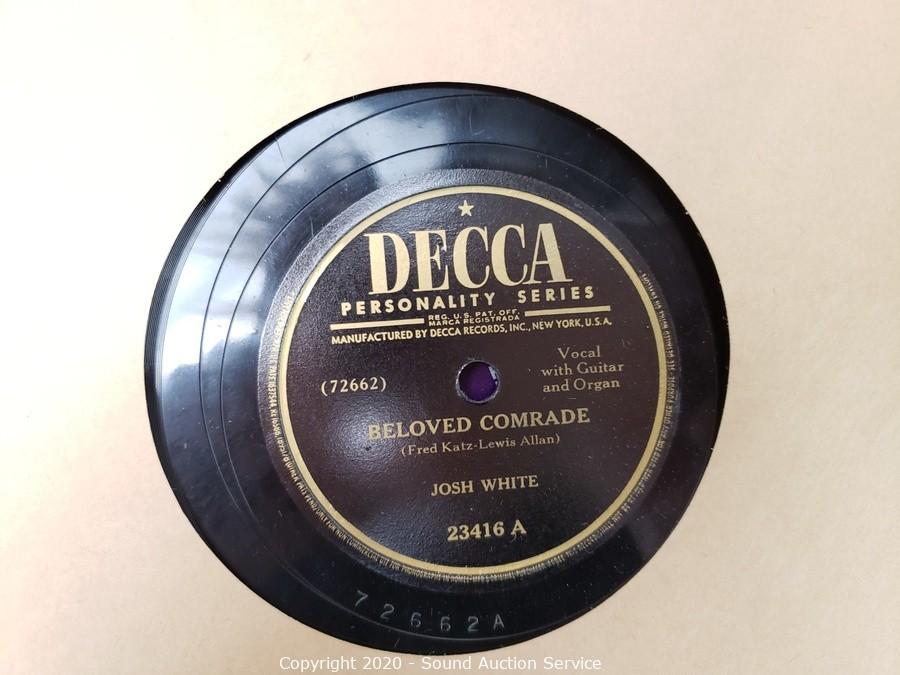 DECCA
PERSONALITY SERIES
REG. U.S. PAT. OFF.
MARCA REGISTRADA
MANUFACTURED BY DECCA RECORDS, INC., NEW YORK, U.S.A.
(72662)
Vocal
with Guitar
and Organ
BELOVED COMRADE
(Fred Katz-Lewis Allan)
JOSH WHITE
23416 A
72662A
Copyright 2020 - Sound Auction Service